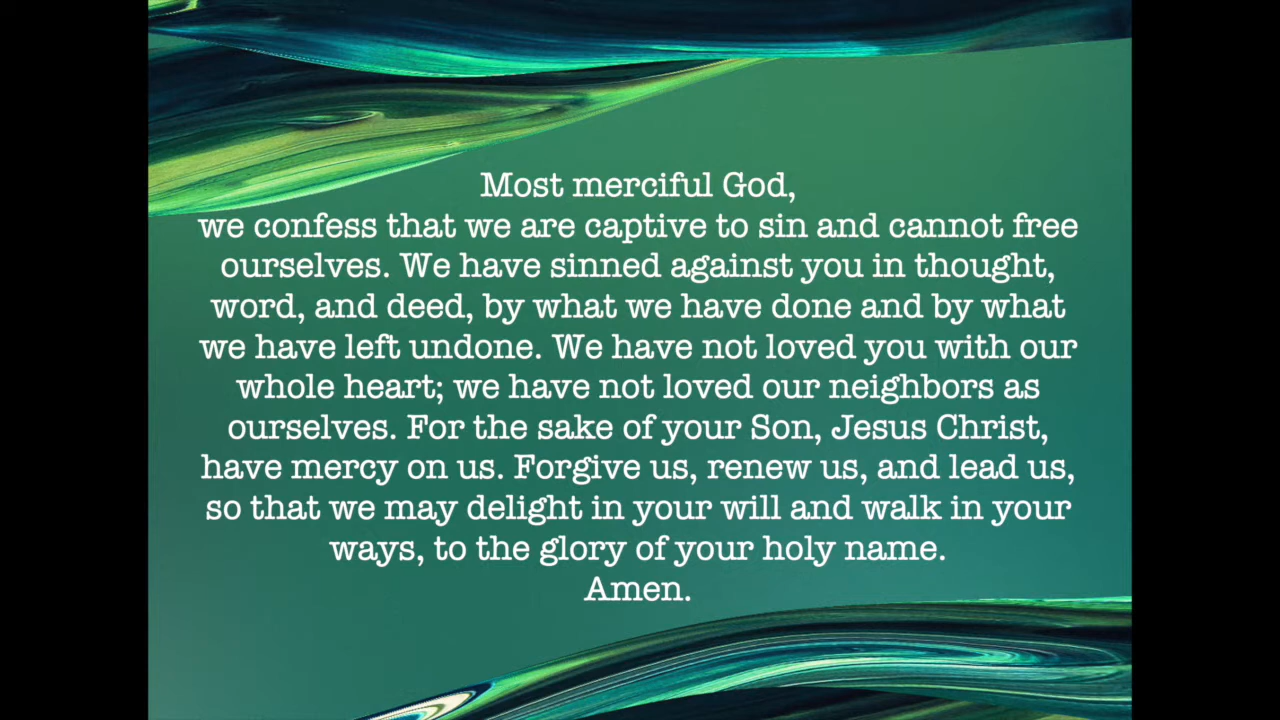 Most merciful God,
we confess that we are captive to sin and cannot free
ourselves. We have sinned against you in thought,
word, and deed, by what we have done and by what
we have left undone. We have not loved you with our
whole heart; we have not loved our neighbors as
ourselves. For the sake of your Son, Jesus Christ,
have mercy on us. Forgive us, renew us, and lead us,
so that we may delight in your will and walk in your
ways, to the glory of your holy name.
Amen.